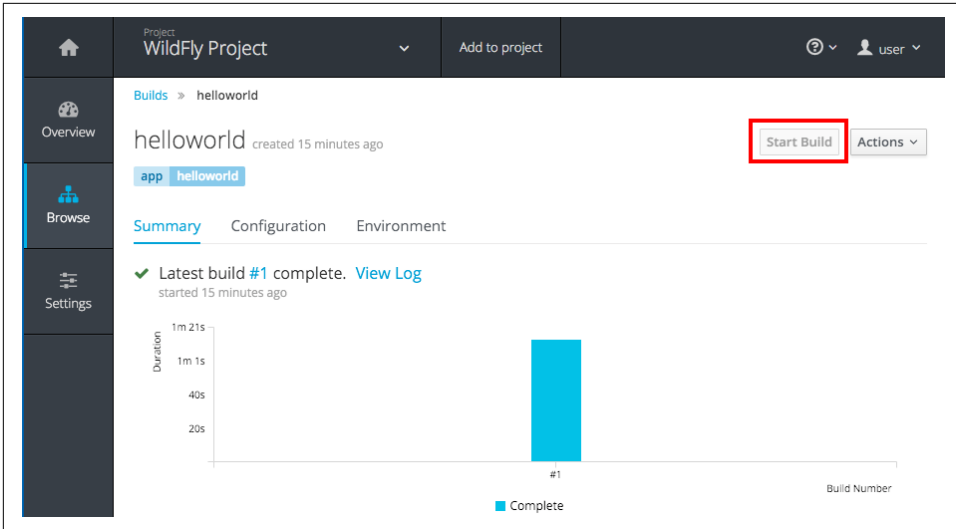 Project
WildFly Project
Add to project
user
Overview
Browse
Settings
Builds » helloworld
helloworld created 15 minutes ago
Start Build
Actions
app helloworld
Summary Configuration Environment
Latest build #1 complete. View Log
started 15 minutes ago
Duration
1m 21s
1m 1s
40s
20s
#1
Build Number
Complete